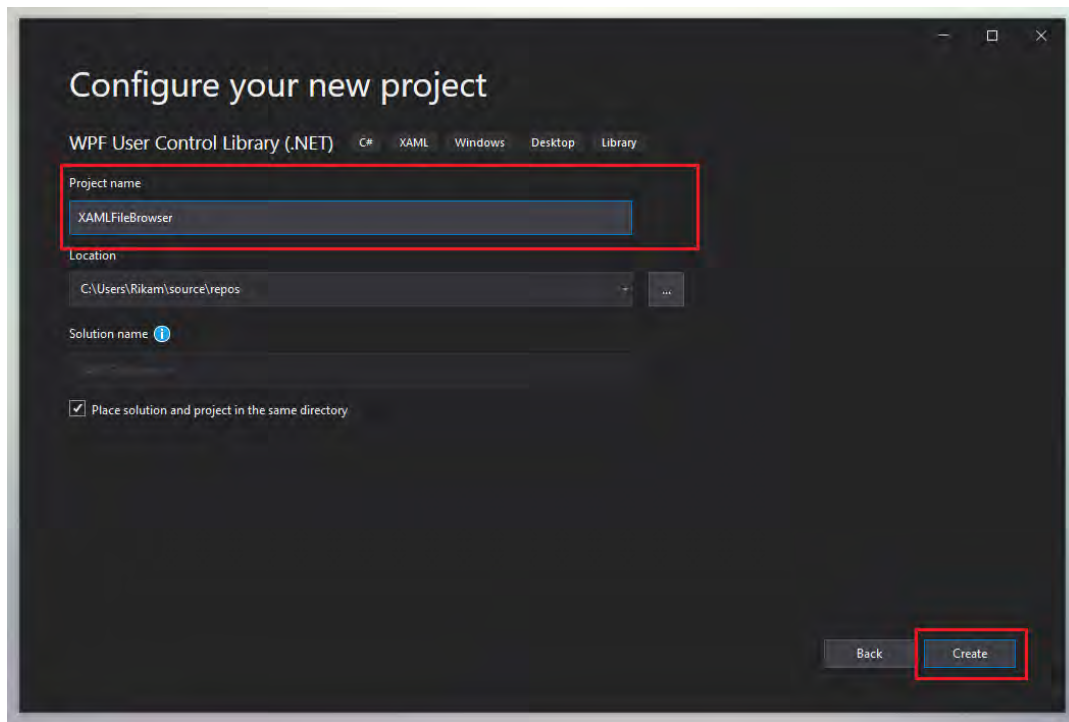 Configure your new project
WPF User Control Library (.NET) C# XAML Windows Desktop Library
Project name
XAMLFileBrowser
Location
C:\Users\Rikam\source\repos
...
Solution name
Place solution and project in the same directory
Back Create